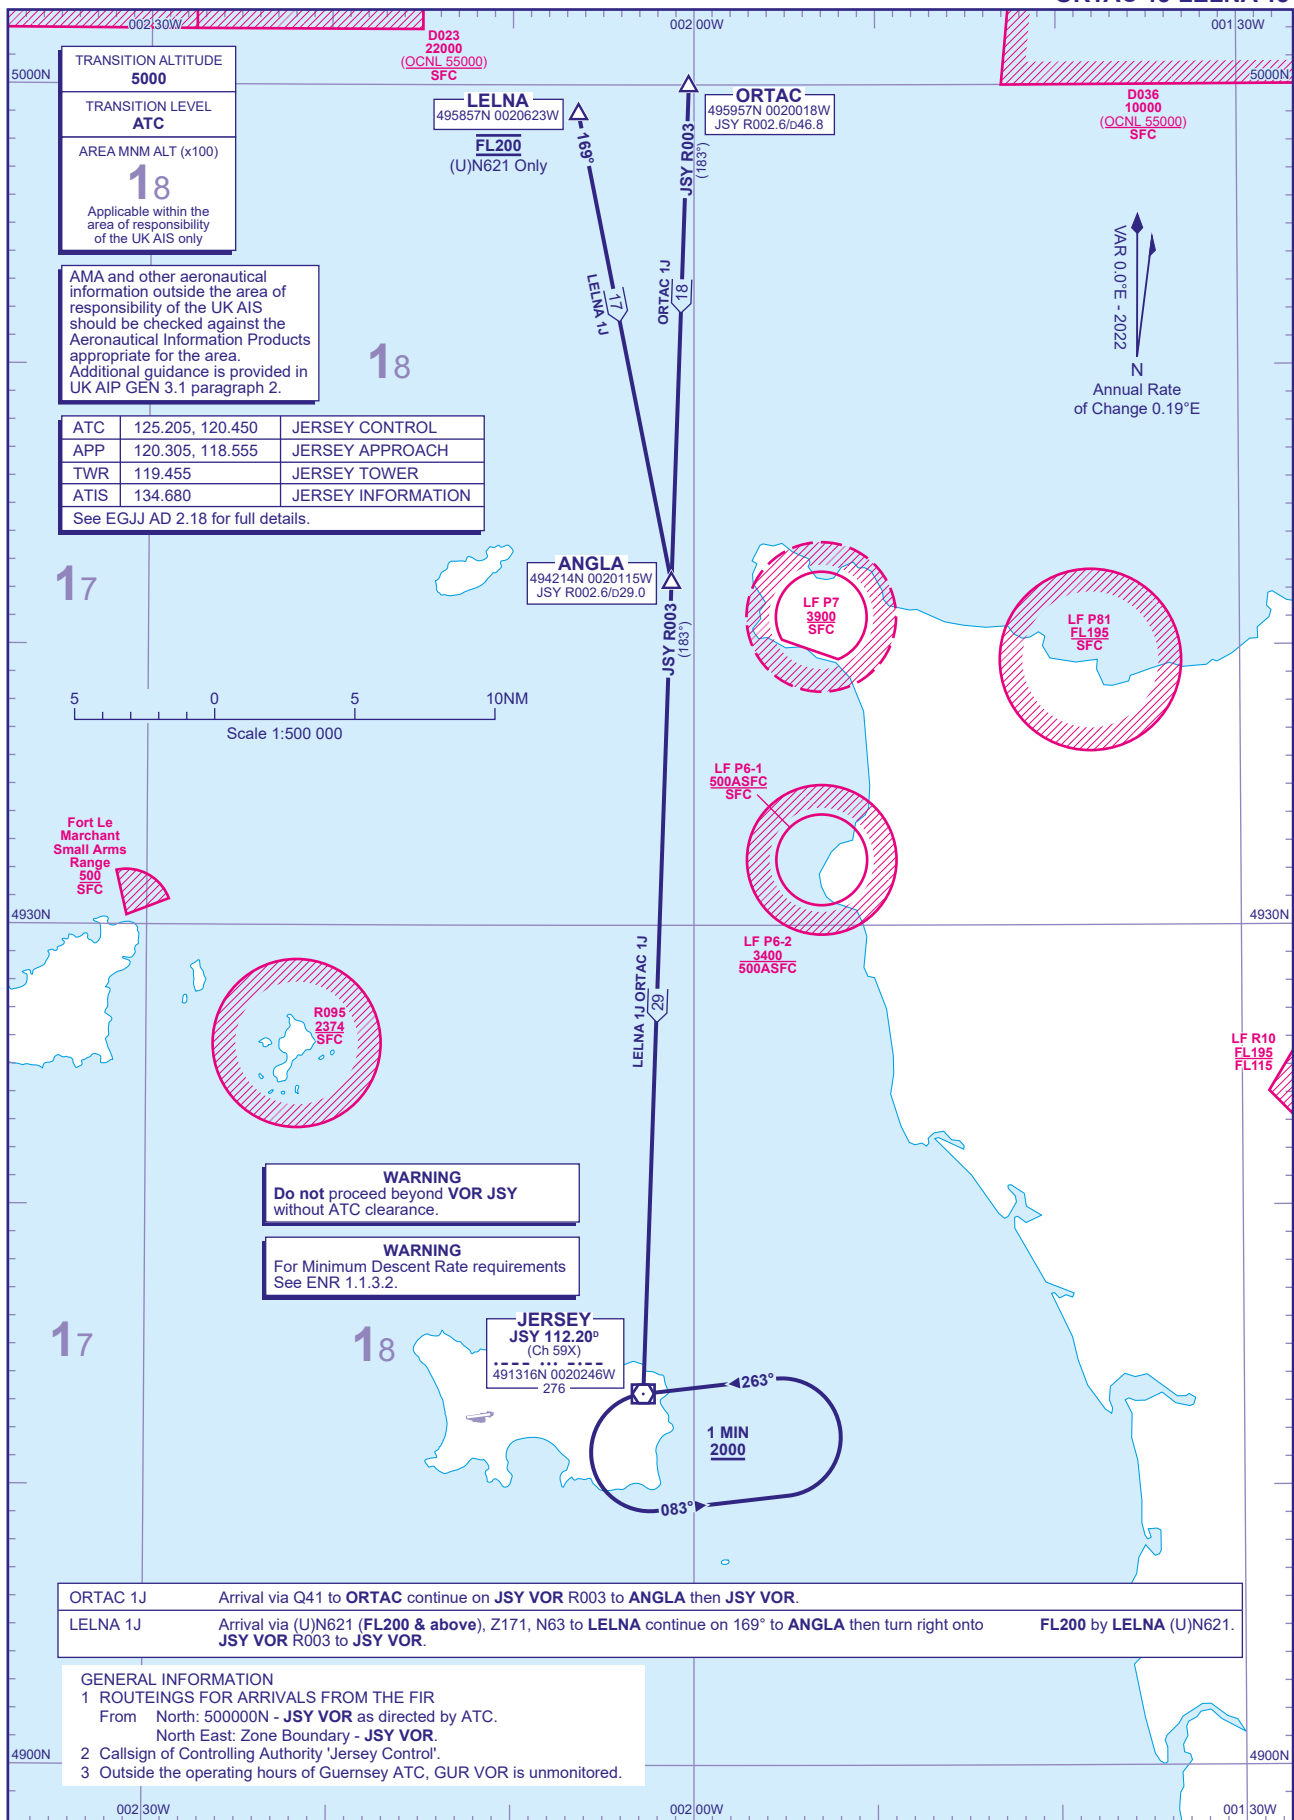 002 30W
002 00W
001 30W
5000N
5000N
TRANSITION ALTITUDE
5000
TRANSITION LEVEL
ATC
AREA MNM ALT (x100)
18
Applicable within the
area of responsibility
of the UK AIS only
D023
22000
(OCNL 55000)
SFC
LELNA
495857N 0020623W
FL200
(U)N621 Only
ORTAC
495957N 0020018W
JSY R002.6/D46.8
D036
10000
(OCNL 55000)
SFC
169°
JSY R003
(183°)
LELNA 1J
17
ORTAC 1J
18
VAR 0.0°E - 2022
N
Annual Rate
of Change 0.19°E
AMA and other aeronautical
information outside the area of
responsibility of the UK AIS
should be checked against the
Aeronautical Information Products
appropriate for the area.
Additional guidance is provided in
UK AIP GEN 3.1 paragraph 2.
18
ATC 125.205, 120.450 JERSEY CONTROL
APP 120.305, 118.555 JERSEY APPROACH
TWR 119.455 JERSEY TOWER
ATIS 134.680 JERSEY INFORMATION
See EGJJ AD 2.18 for full details.
17
ANGLA
494214N 0020115W
JSY R002.6/D29.0
JSY R003
(183°)
LF P7
3900
SFC
LF P81
FL195
SFC
5 0 5 10NM
Scale 1:500 000
LF P6-1
500ASFC
SFC
Fort Le
Marchant
Small Arms
Range
500
SFC
4930N
4930N
LF P6-2
3400
500ASFC
LELNA 1J ORTAC 1J
29
R095
2374
SFC
LF R10
FL195
FL115
WARNING
Do not proceed beyond VOR JSY
without ATC clearance.
WARNING
For Minimum Descent Rate requirements
See ENR 1.1.3.2.
17
18
JERSEY
JSY 112.20D
(Ch 59X)
491316N 0020246W
276
263°
1 MIN
2000
083°
ORTAC 1J Arrival via Q41 to ORTAC continue on JSY VOR R003 to ANGLA then JSY VOR.
LELNA 1J Arrival via (U)N621 (FL200 & above), Z171, N63 to LELNA continue on 169° to ANGLA then turn right onto FL200 by LELNA (U)N621.
JSY VOR R003 to JSY VOR.
GENERAL INFORMATION
1 ROUTEINGS FOR ARRIVALS FROM THE FIR
From North: 500000N - JSY VOR as directed by ATC.
North East: Zone Boundary - JSY VOR.
2 Callsign of Controlling Authority 'Jersey Control'.
3 Outside the operating hours of Guernsey ATC, GUR VOR is unmonitored.
4900N
4900N
002 30W
002 00W
001 30W